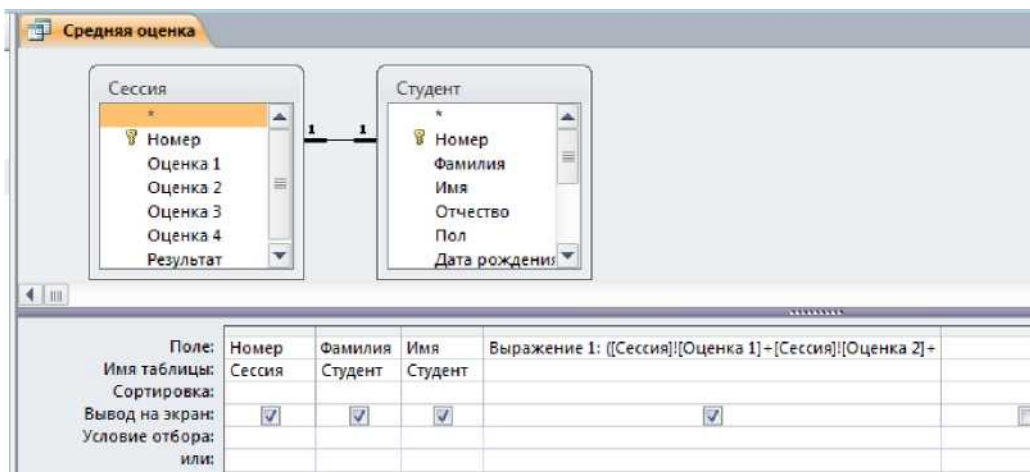 Средняя оценка
Сессия
*
Номер
Оценка 1
Оценка 2
Оценка 3
Оценка 4
Результат
1 1
Студент
*
Номер
Фамилия
Имя
Отчество
Пол
Дата рождения
Поле: Номер Фамилия Имя Выражение 1: ([Сессия]![Оценка 1]+[Сессия]![Оценка 2]+
Имя таблицы: Сессия Студент Студент
Сортировка:
Вывод на экран:
Условие отбора:
или: